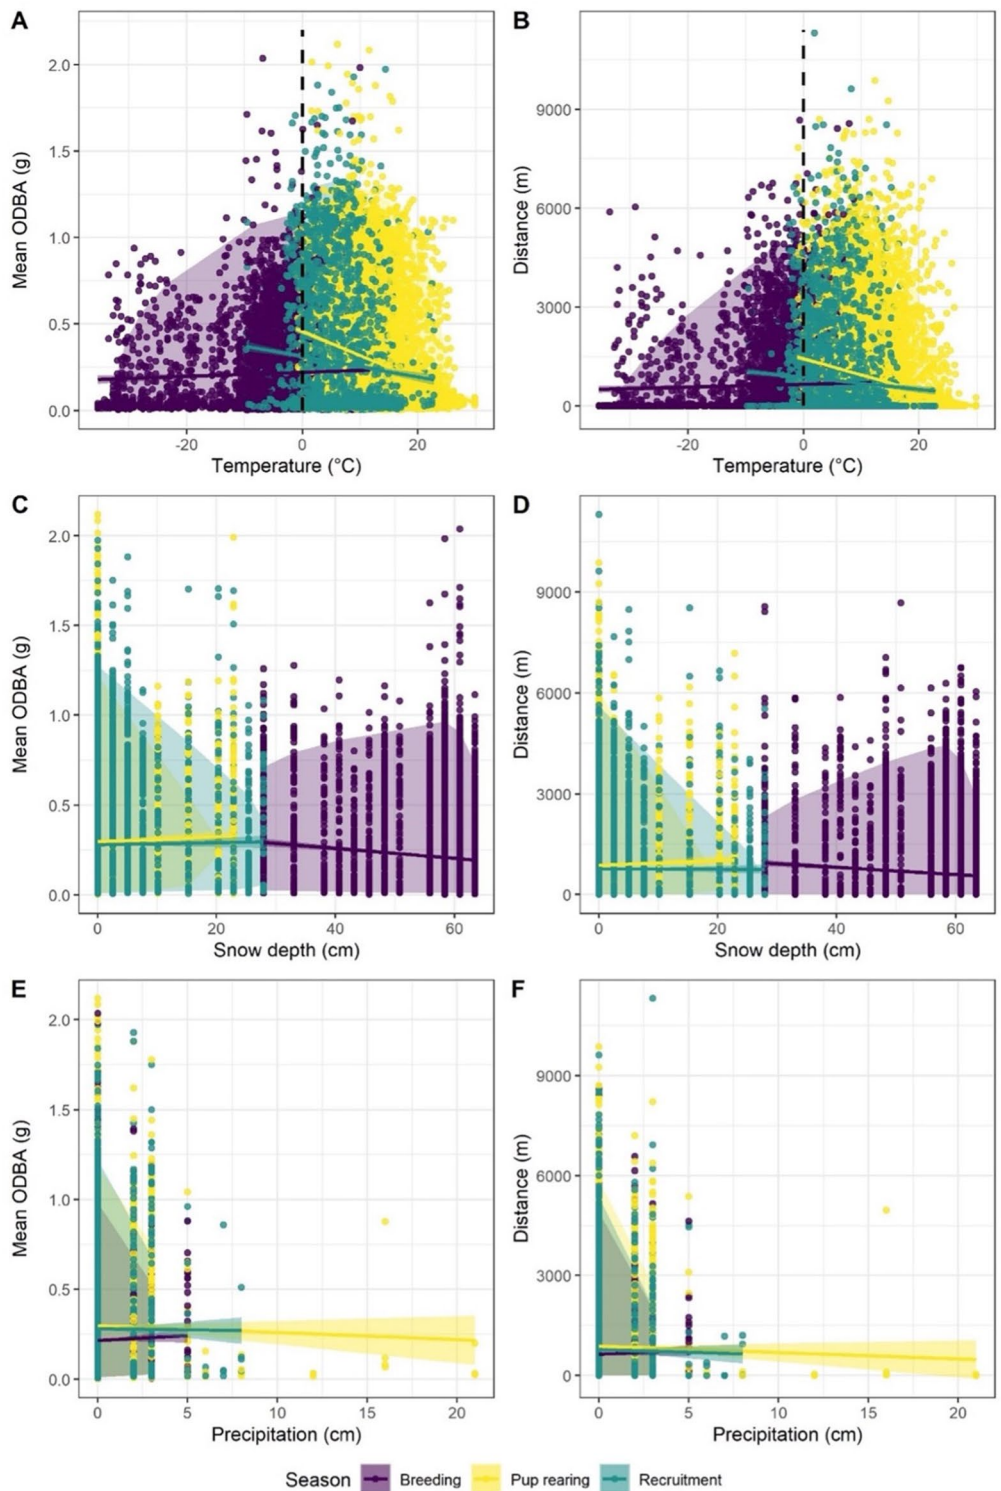 A
B
2.0
1.5
1.0
0.5
0.0
Mean ODBA (g)
-20
0
20
Temperature (°C)
9000
6000
3000
0
Distance (m)
-20
0
20
Temperature (°C)
C
D
2.0
1.5
1.0
0.5
0.0
Mean ODBA (g)
0
20
40
60
Snow depth (cm)
9000
6000
3000
0
Distance (m)
0
20
40
60
Snow depth (cm)
E
F
2.0
1.5
1.0
0.5
0.0
Mean ODBA (g)
0
5
10
15
20
Precipitation (cm)
9000
6000
3000
0
Distance (m)
0
5
10
15
20
Precipitation (cm)
Season Breeding Pup rearing Recruitment